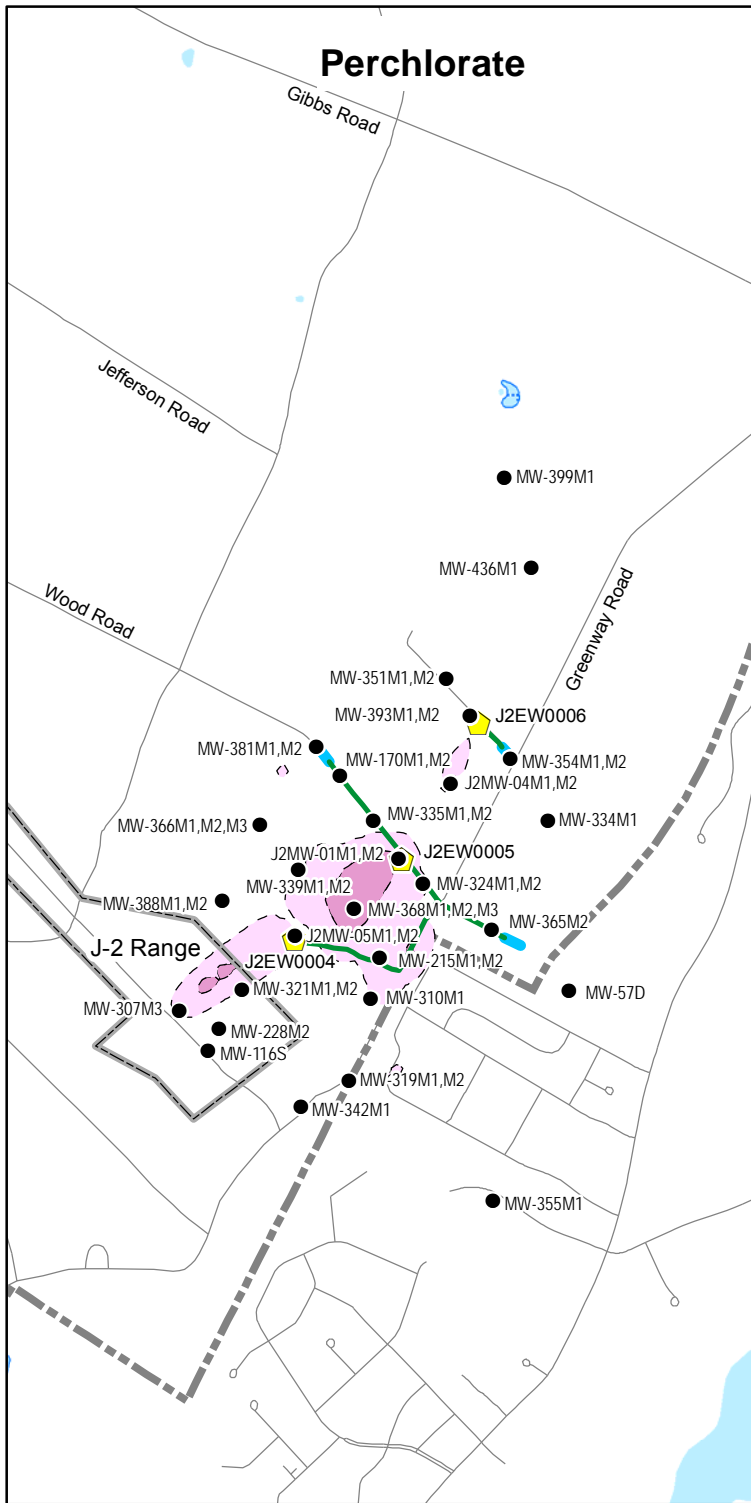 Perchlorate
Gibbs Road
Jefferson Road
MW-399M1
MW-436M1
Wood Road
Greenway Road
MW-351M1,M2
MW-393M1,M2
J2EW0006
MW-381M1,M2
MW-170M1,M2
MW-354M1,M2
J2MW-04M1,M2
MW-335M1,M2
MW-334M1
MW-366M1,M2,M3
J2MW-01M1,M2
J2EW0005
MW-339M1,M2
MW-324M1,M2
MW-388M1,M2
MW-368M1,M2,M3
MW-365M2
J2MW-05M1,M2
J-2 Range
J2EW0004
MW-215M1,M2
MW-321M1,M2
MW-57D
MW-310M1
MW-307M3
MW-228M2
MW-116S
MW-319M1,M2
MW-342M1
MW-355M1